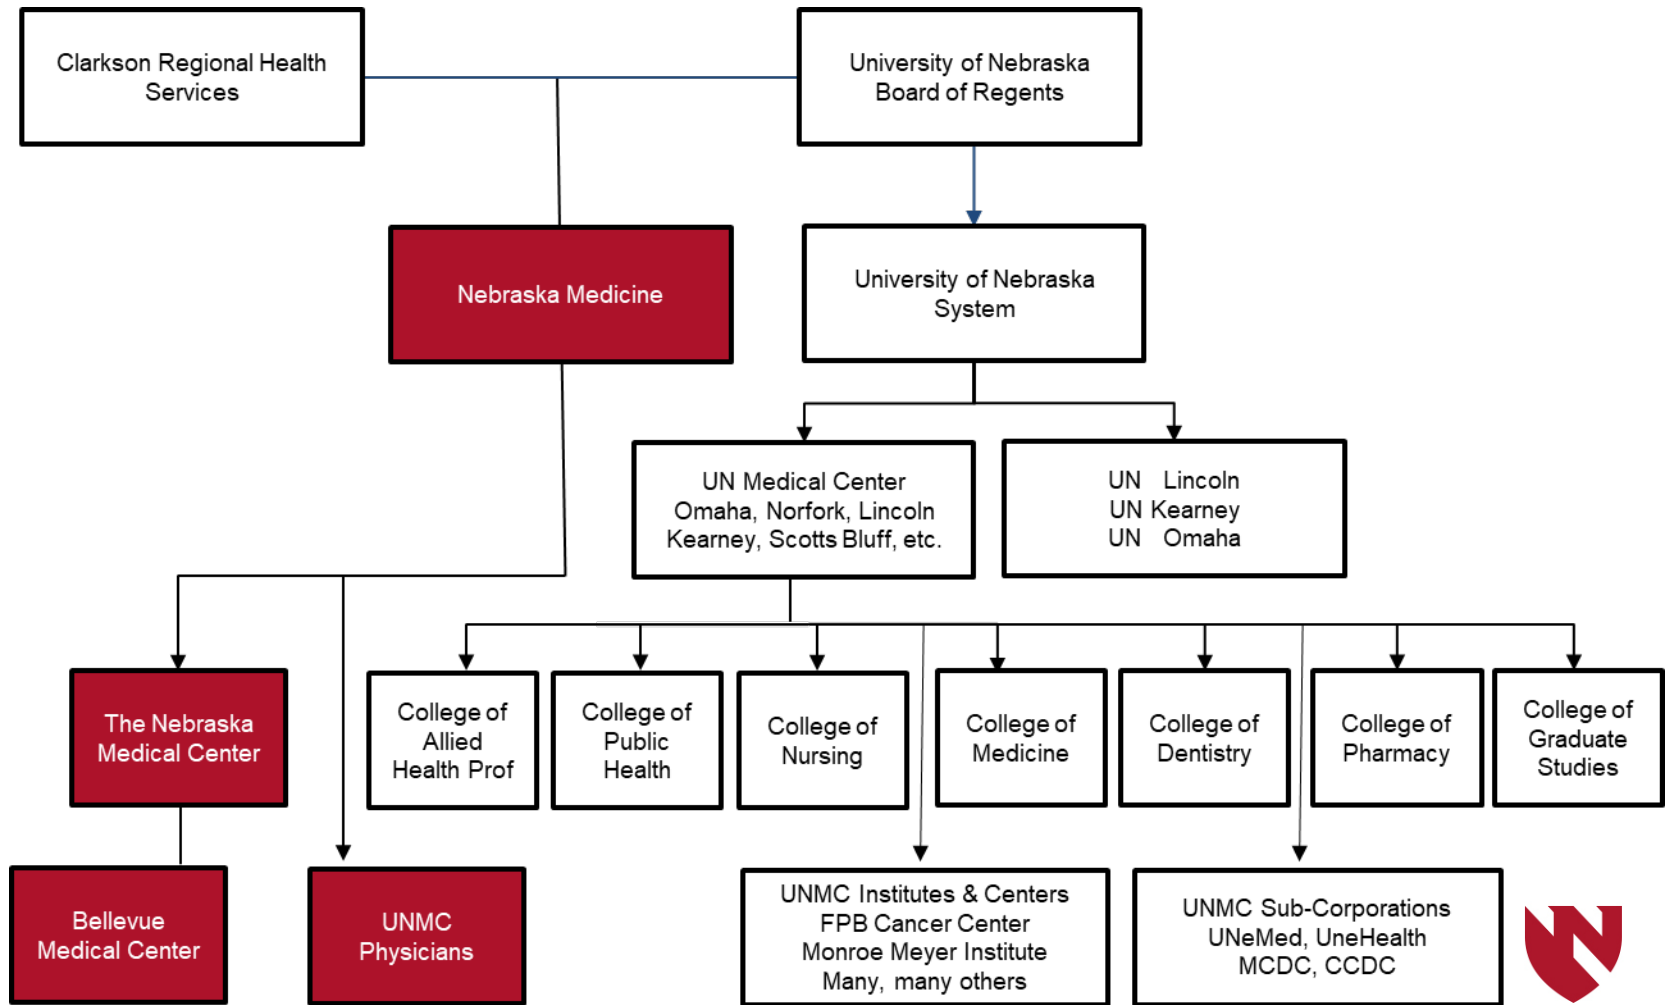 Clarkson Regional Health
Services
University of Nebraska
Board of Regents
Nebraska Medicine
University of Nebraska
System
UN Medical Center
Omaha, Norfork, Lincoln
Kearney, Scotts Bluff, etc.
UN Lincoln
UN Kearney
UN Omaha
The Nebraska
Medical Center
College of
Allied
Health Prof
College of
Public
Health
College of
Nursing
College of
Medicine
College of
Dentistry
College of
Pharmacy
College of
Graduate
Studies
Bellevue
Medical Center
UNMC
Physicians
UNMC Institutes & Centers
FPB Cancer Center
Monroe Meyer Institute
Many, many others
UNMC Sub-Corporations
UNeMed, UneHealth
MCDC, CCDC
N